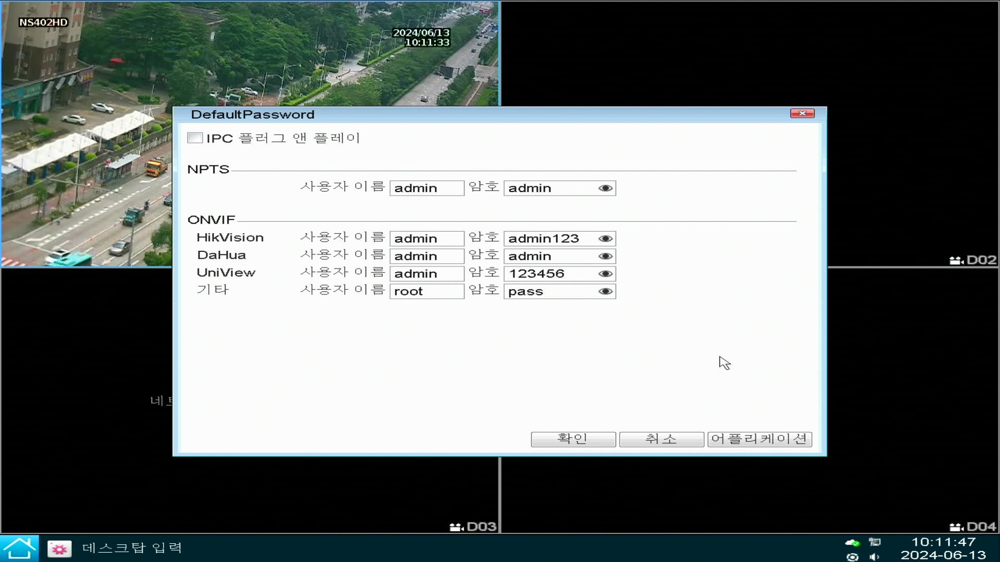 NS402HD
2024/06/13
10:11:33
DefaultPassword
IPC 플러그 앤 플레이
NPTS
사용자 이름 admin 암호 admin
ONVIF
HikVision 사용자 이름 admin 암호 admin123
DaHua 사용자 이름 admin 암호 admin
UniView 사용자 이름 admin 암호 123456
기타 사용자 이름 root 암호 pass
D02
네트
확인 취소 어플리케이션
D03
D04
데스크탑 입력
10:11:47
2024-06-13